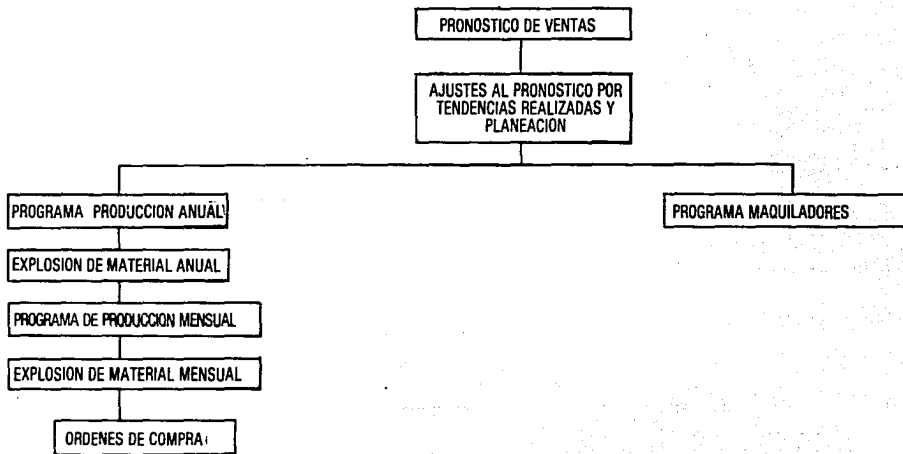 PRONOSTICO DE VENTAS
AJUSTES AL PRONOSTICO POR
TENDENCIAS REALIZADAS Y
PLANEACION
PROGRAMA PRODUCCION ANUAL
PROGRAMA MAQUILADORES
EXPLOSION DE MATERIAL ANUAL
PROGRAMA DE PRODUCCION MENSUAL
EXPLOSION DE MATERIAL MENSUAL
ORDENES DE COMPRA